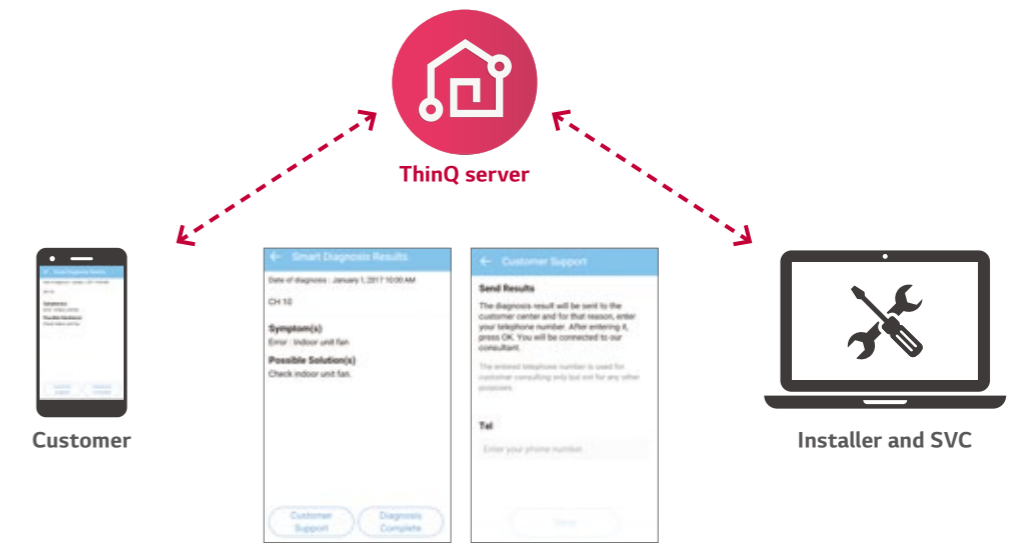 ThinQ server
Smart Diagnosis Results
Date of diagnosis : January 1, 2017 10:00 AM
CH 10
Symptom(s)
Error : Indoor unit fan
Possible Solution(s)
Check indoor unit fan.
Customer
Support
Diagnosis
Complete
Customer Support
Send Results
The diagnosis result will be sent to the
customer center and for that reason, enter
your telephone number. After entering it,
press OK. You will be connected to our
consultant.
The entered telephone number is used for
customer consulting only but not for any other
purposes.
Tel
Enter your phone number.
Customer
Installer and SVC